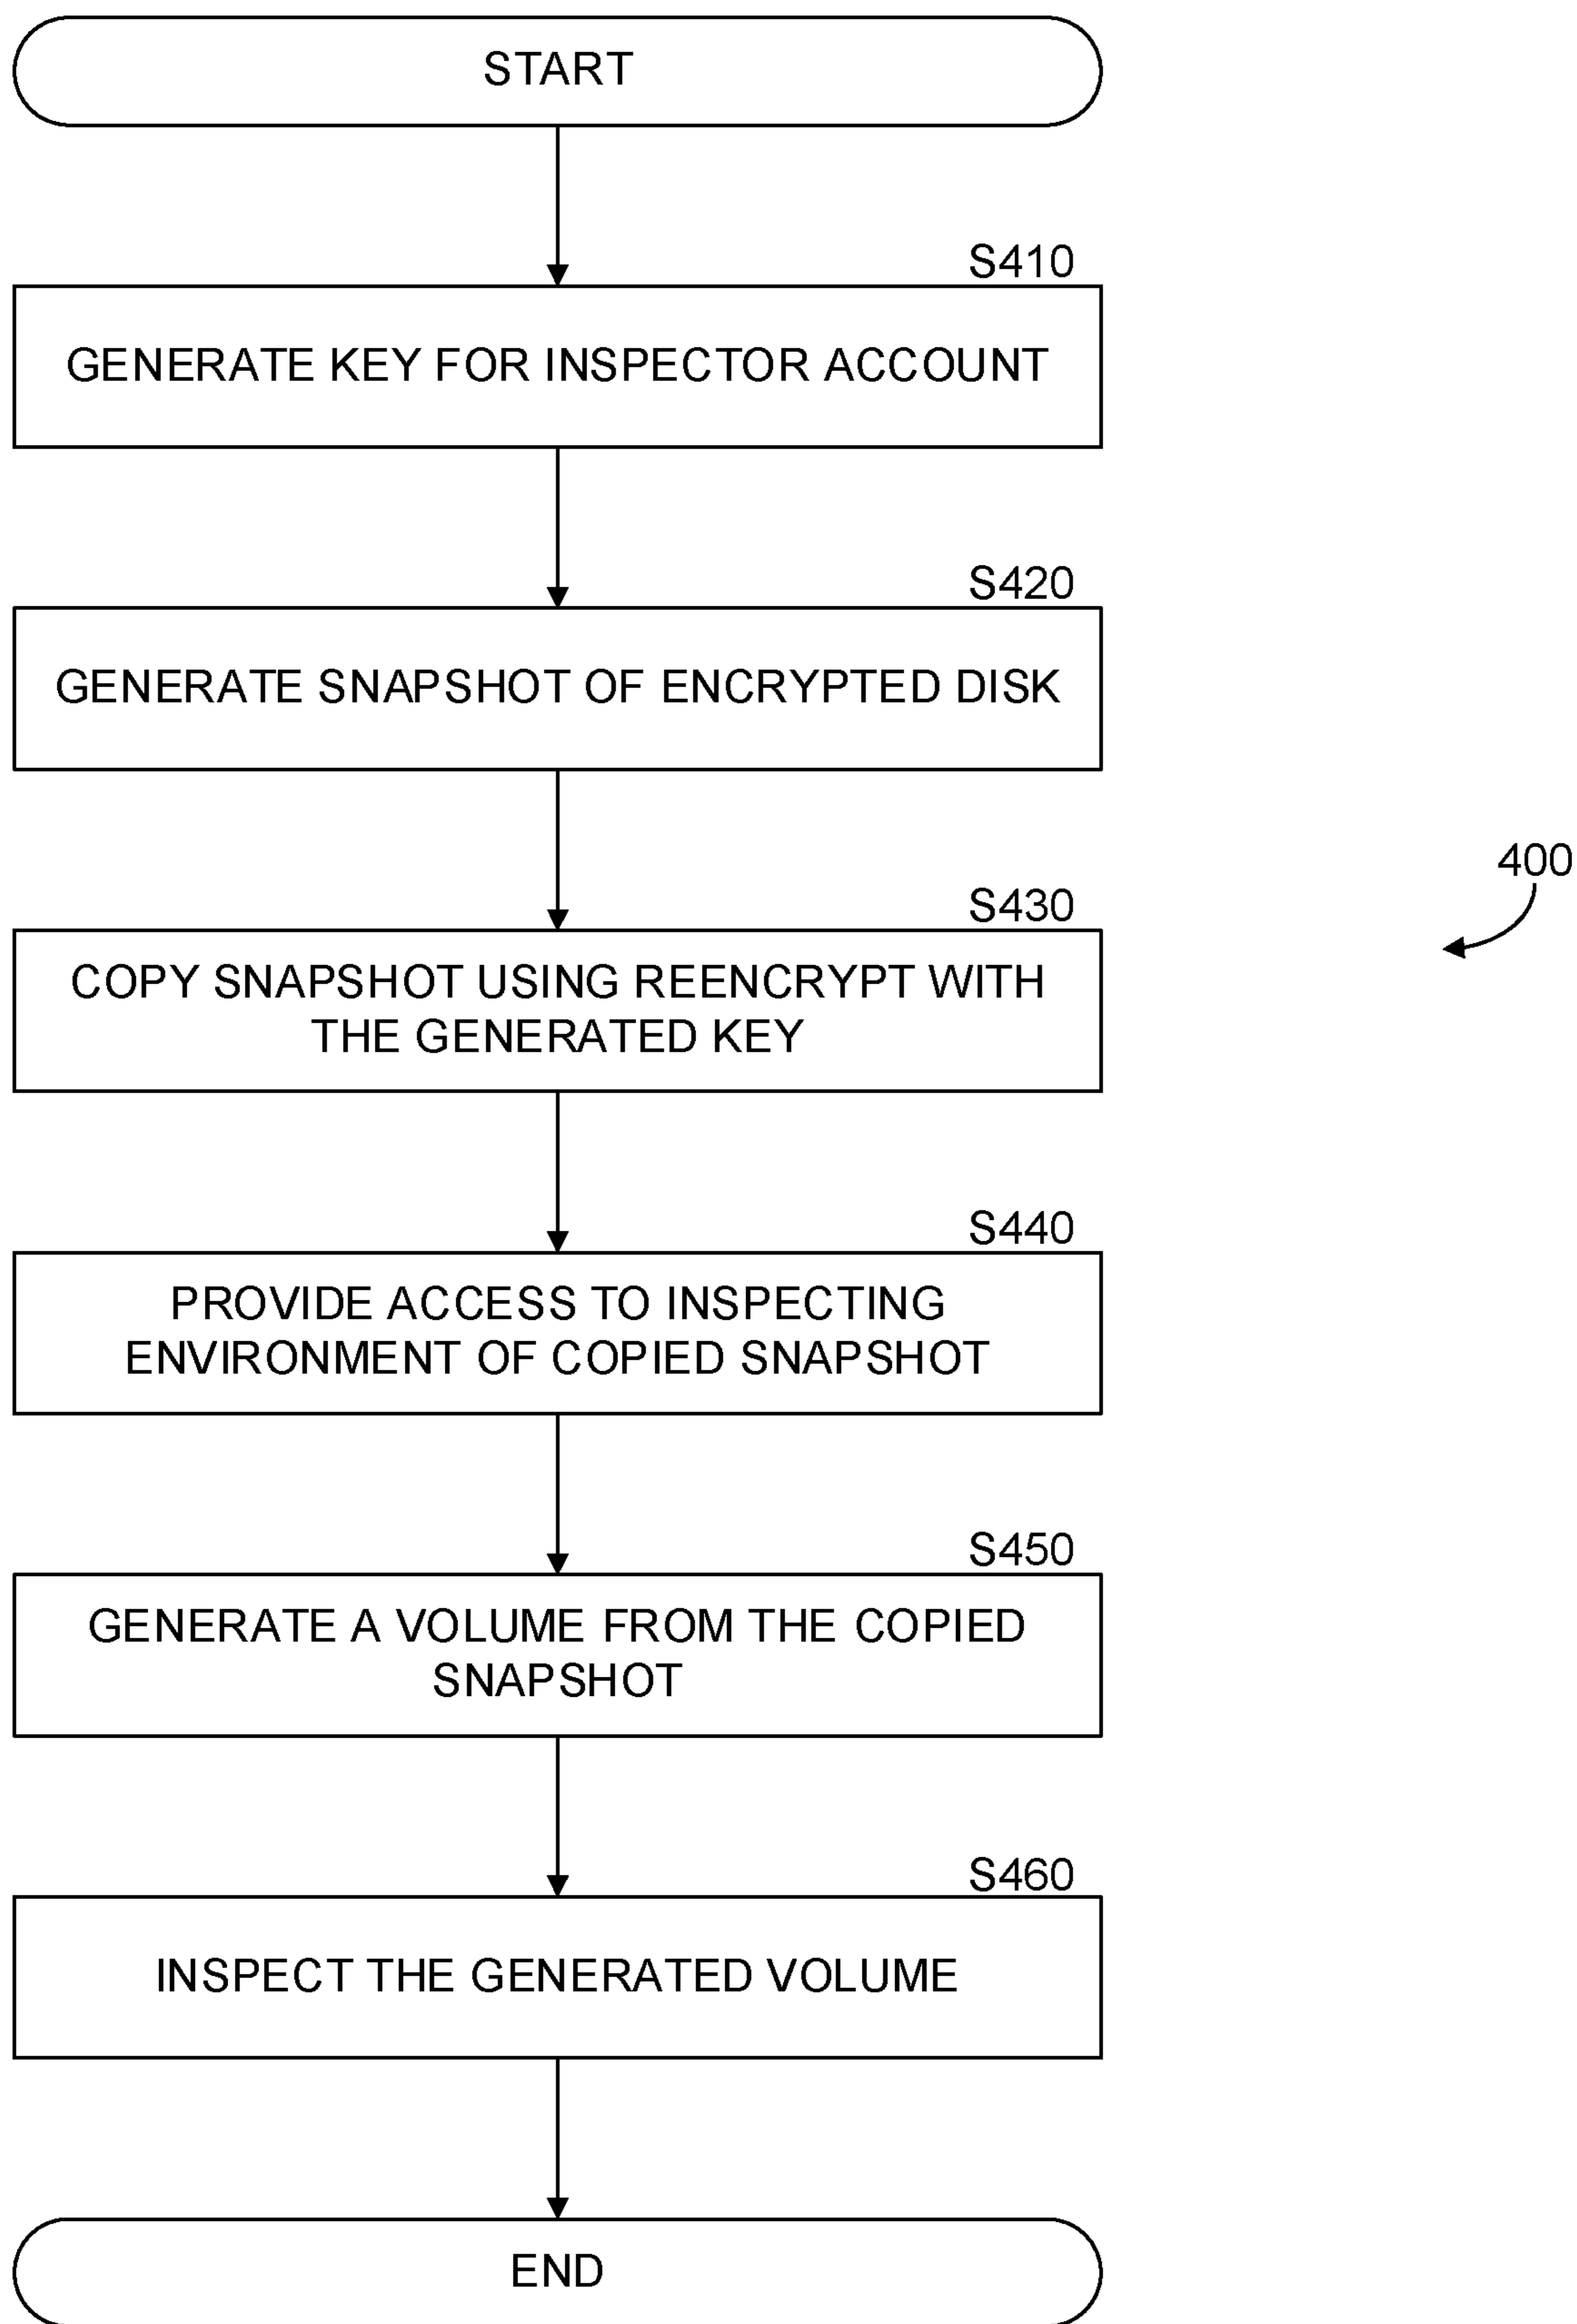 START
S410
GENERATE KEY FOR INSPECTOR ACCOUNT
S420
GENERATE SNAPSHOT OF ENCRYPTED DISK
400
S430
COPY SNAPSHOT USING REENCRYPT WITH
THE GENERATED KEY
S440
PROVIDE ACCESS TO INSPECTING
ENVIRONMENT OF COPIED SNAPSHOT
S450
GENERATE A VOLUME FROM THE COPIED
SNAPSHOT
S460
INSPECT THE GENERATED VOLUME
END